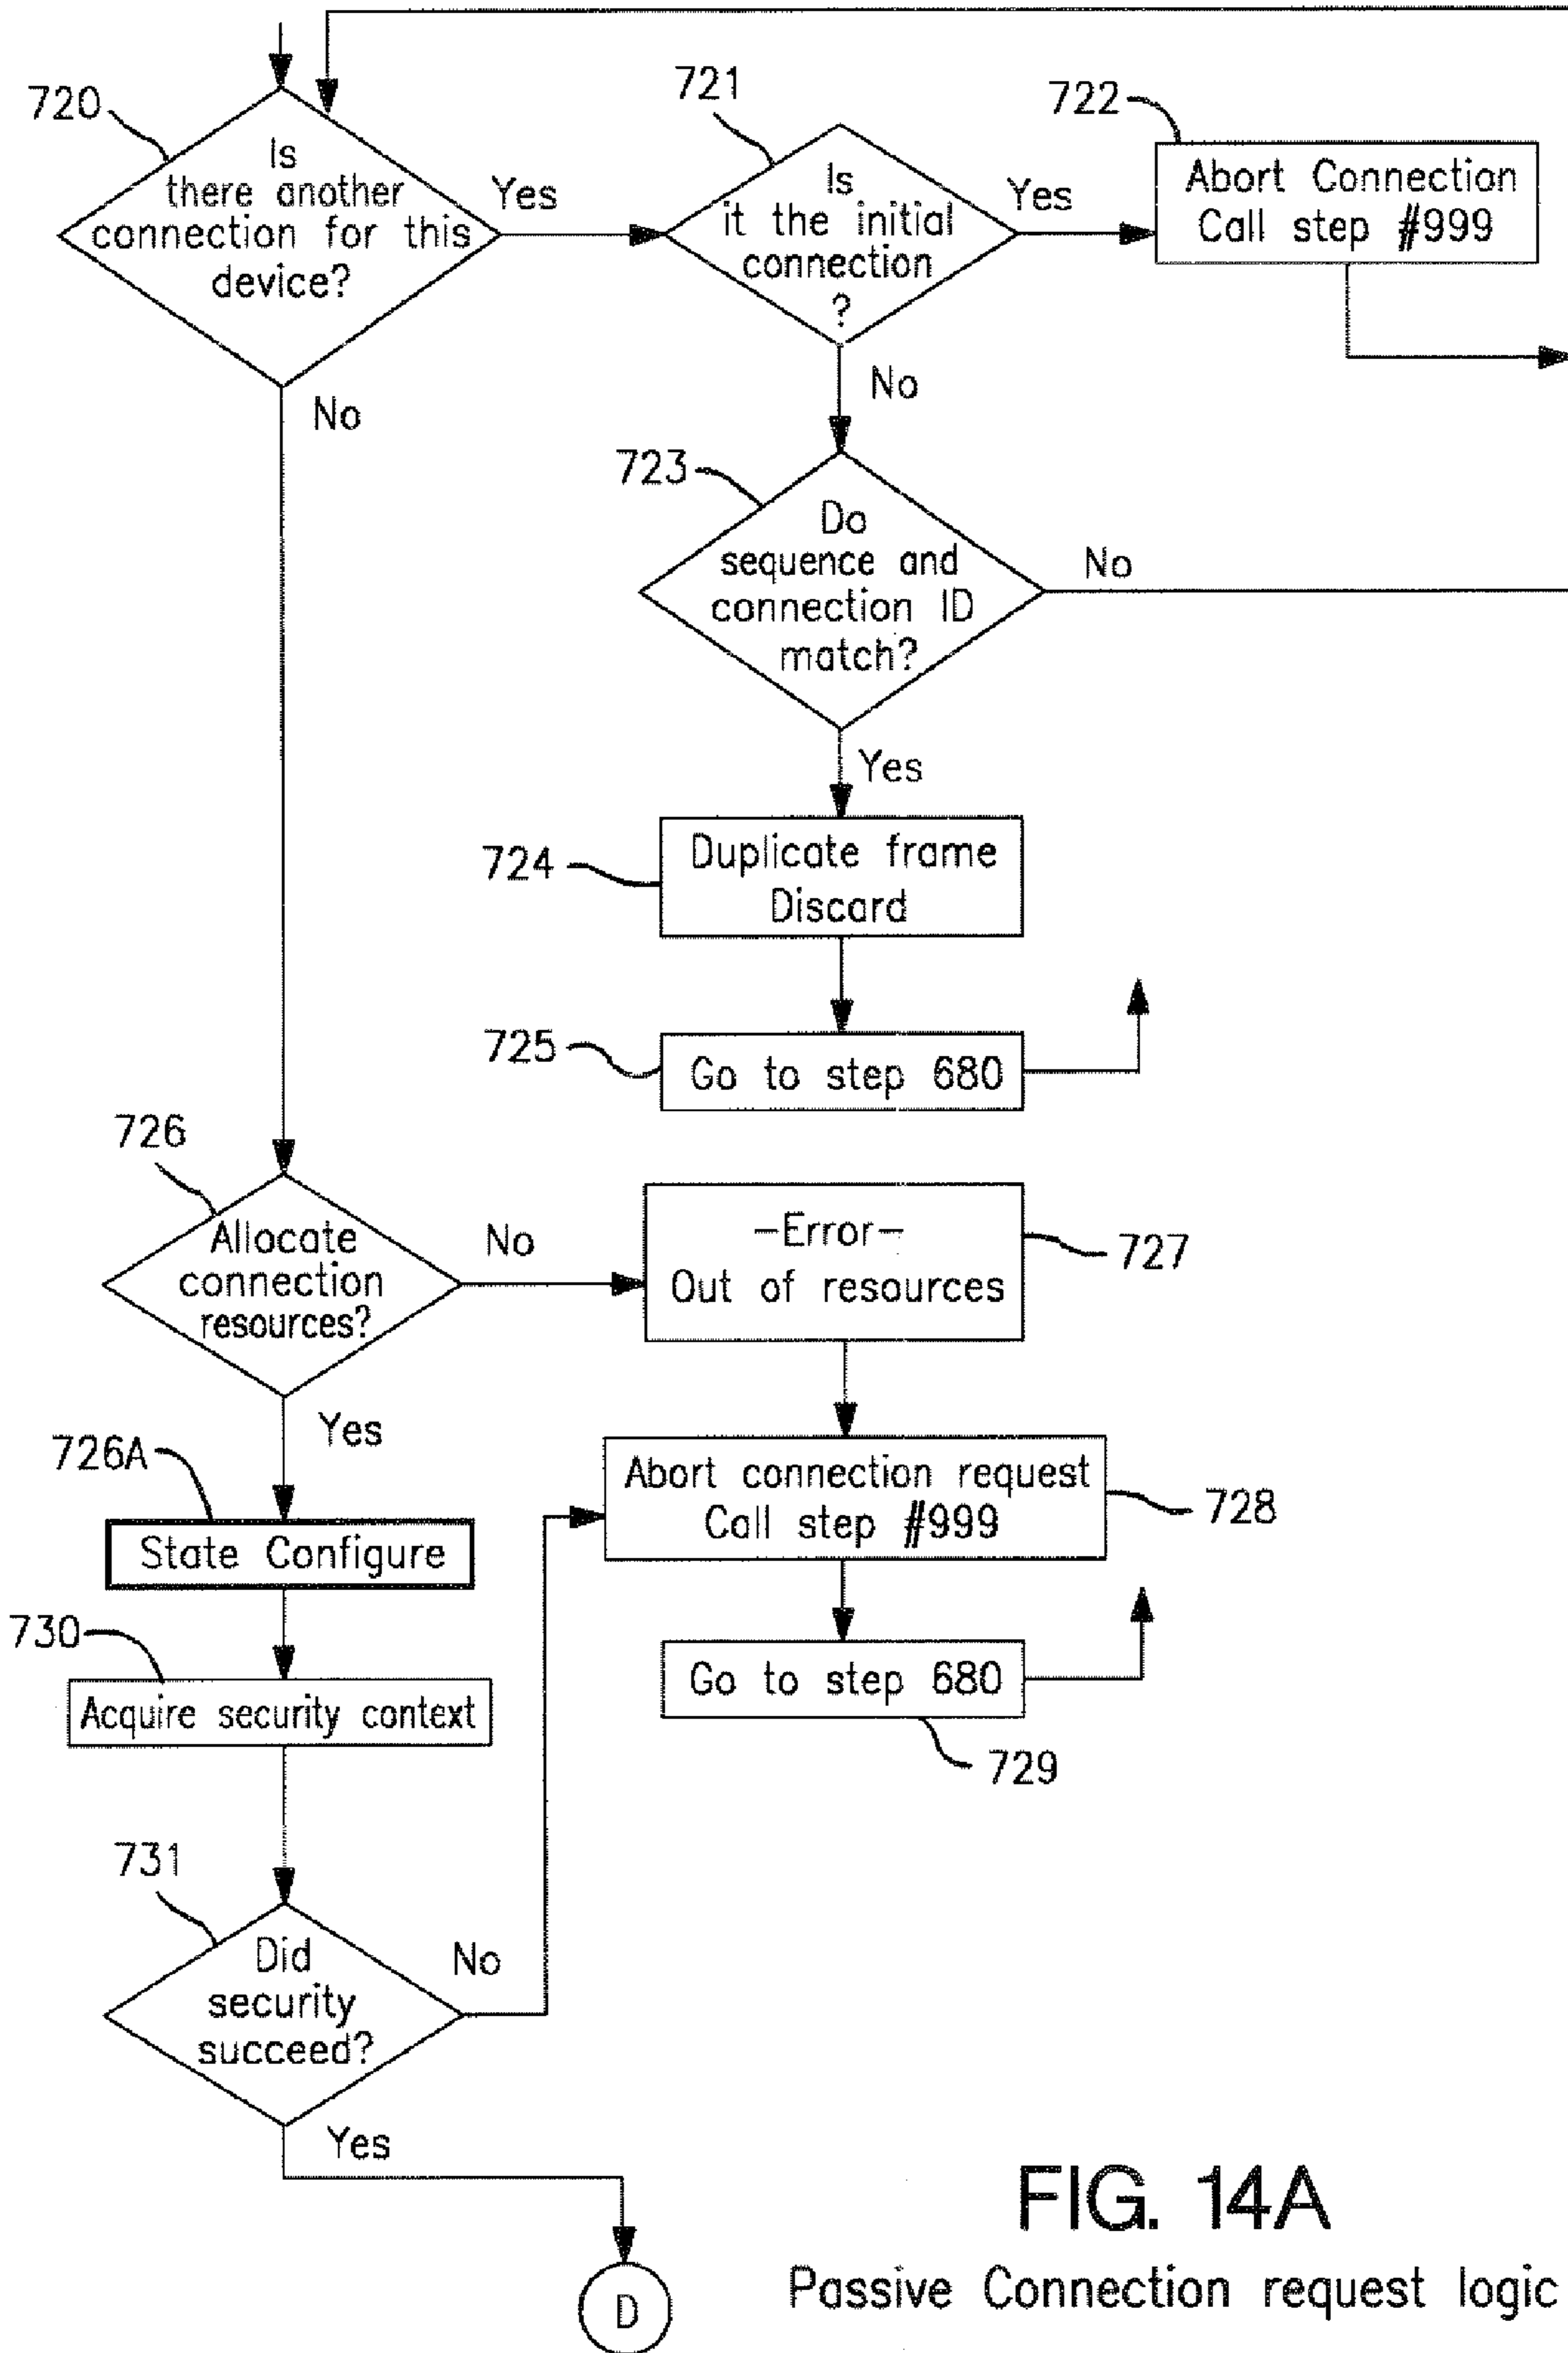 720
Is
there another
connection for this
device?
Yes
No
721
Is
it the initial
connection
?
Yes
No
722
Abort Connection
Call step #999
723
Do
sequence and
connection ID
match?
No
Yes
724
Duplicate frame
Discard
725
Go to step 680
726
Allocate
connection
resources?
No
Yes
-Error-
Out of resources
727
726A
State Configure
Abort connection request
Call step #999
728
730
Acquire security context
Go to step 680
729
731
Did
security
succeed?
No
Yes
D
FIG. 14A
Passive Connection request logic